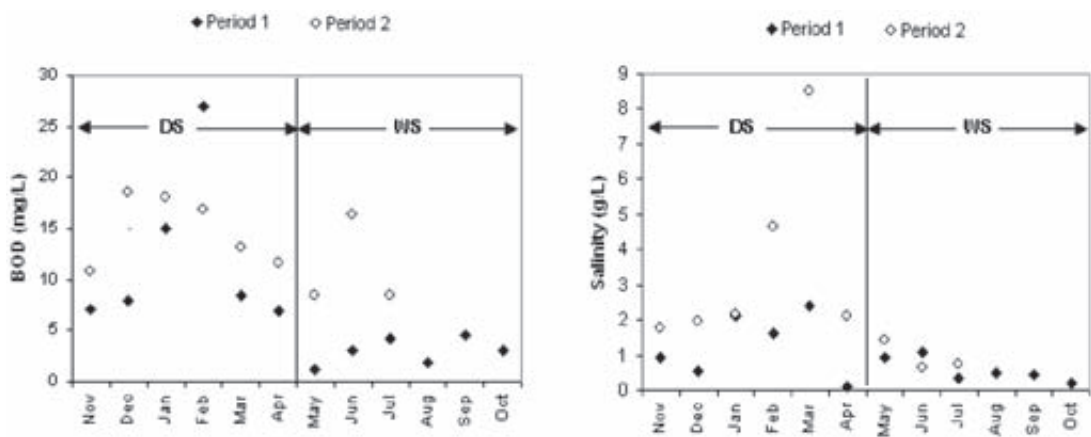 Period 1 Period 2
BOD (mg/L)
30
25
20
15
10
5
0
DS WS
Nov Dec Jan Feb Mar Apr May Jun Jul Aug Sep Oct
Period 1 Period 2
Salinity (g/L)
9
8
7
6
5
4
3
2
1
0
DS WS
Nov Dec Jan Feb Mar Apr May Jun Jul Aug Sep Oct